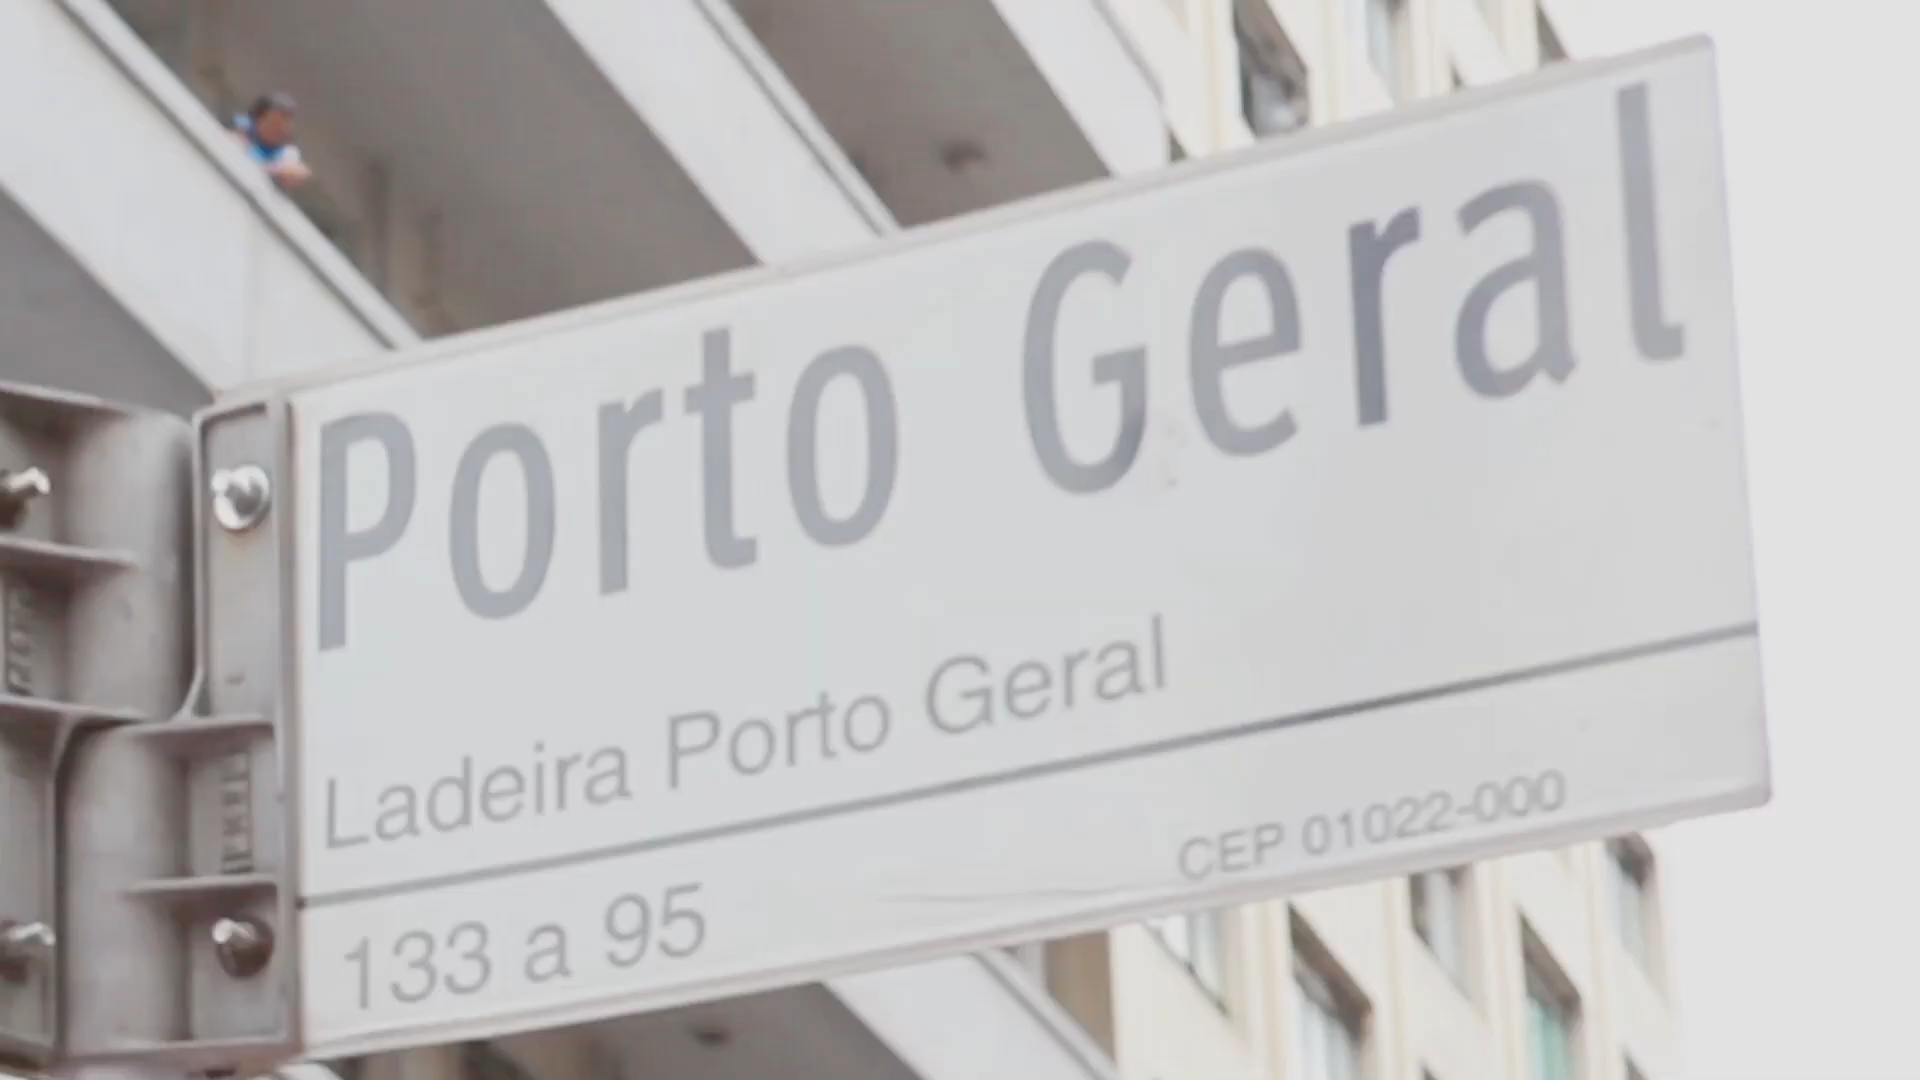 Porto Geral
Ladeira Porto Geral
CEP 01022-000
133 a 95